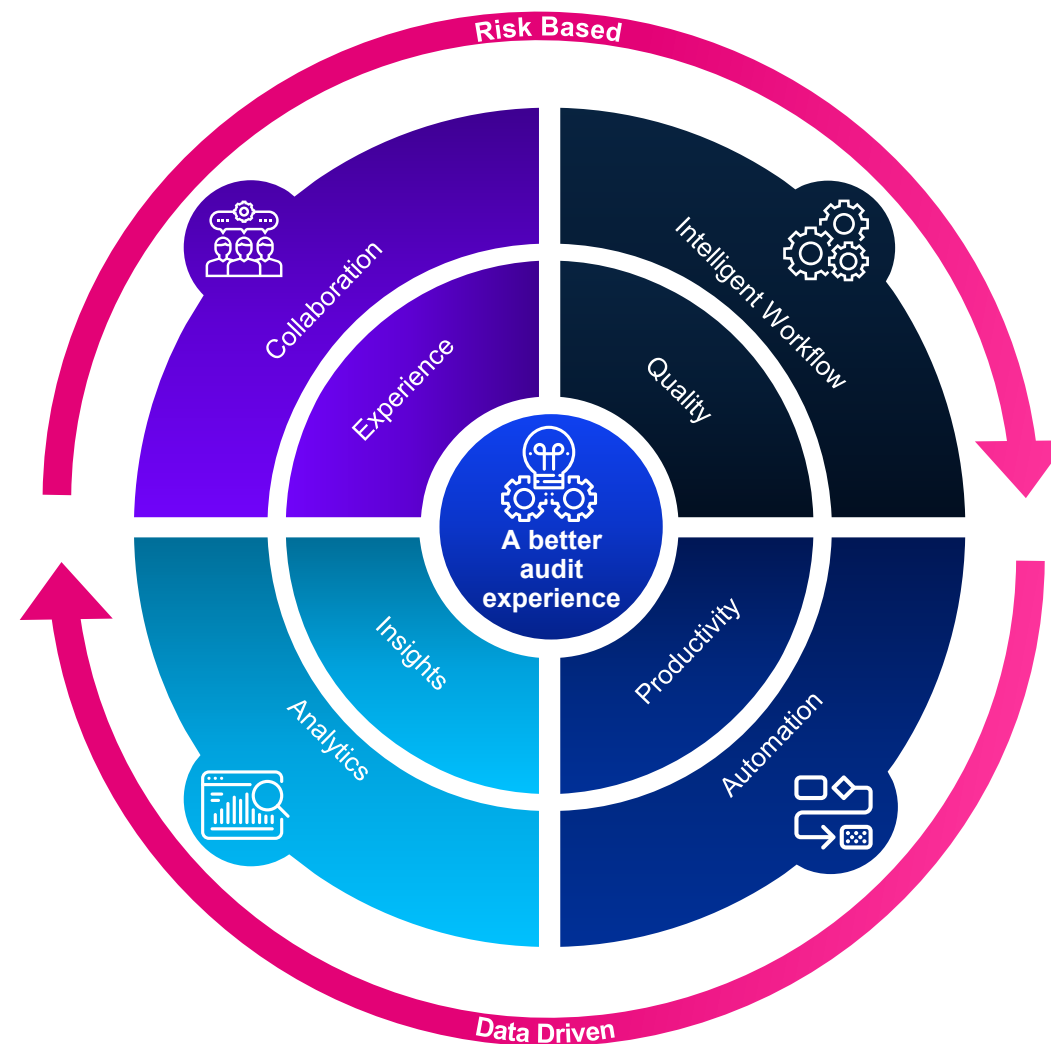 Risk Based
Collaboration
Intelligent Workflow
Experience
Quality
A better
audit
experience
Insights
Productivity
Analytics
Automation
Data Driven